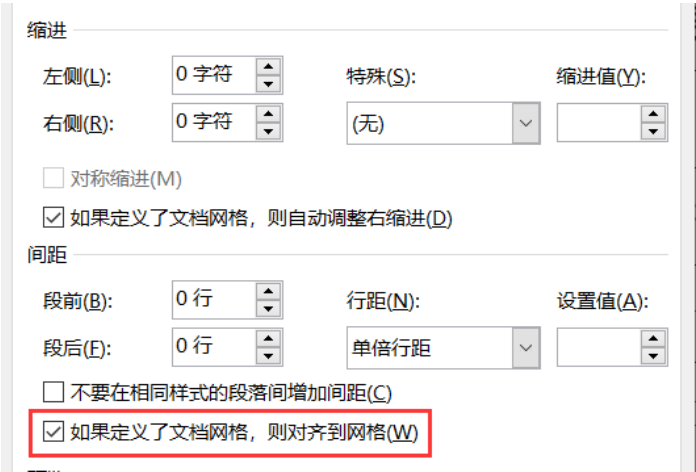 缩进
左侧(L): 0 字符 特殊(S): 缩进值(Y):
右侧(R): 0 字符 (无)
对称缩进(M)
如果定义了文档网格，则自动调整右缩进(D)
间距
段前(B): 0 行 行距(N): 设置值(A):
段后(F): 0 行 单倍行距
不要在相同样式的段落间增加间距(C)
如果定义了文档网格，则对齐到网格(W)